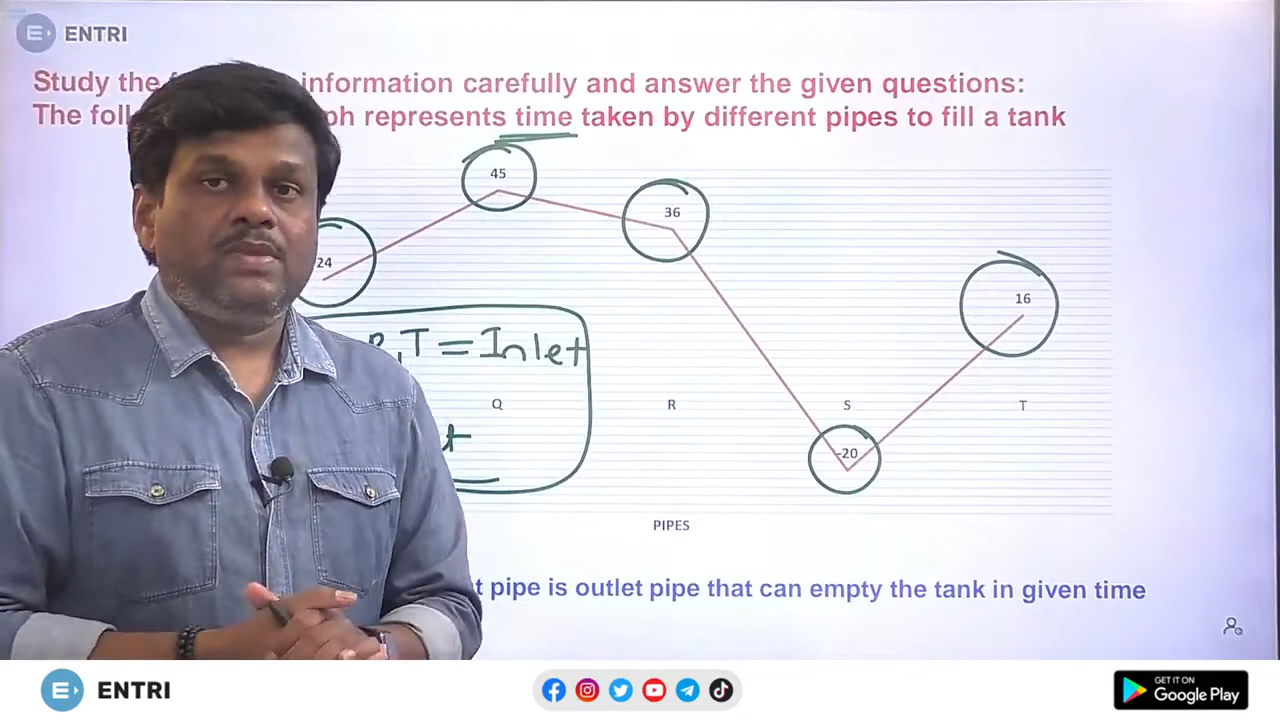 ENTRI
Study the information carefully and answer the given questions:
The represents time taken by different pipes to fill a tank
45
36
24
16
T = Inlet
Q R S T
-20
PIPES
pipe is outlet pipe that can empty the tank in given time
ENTRI
GET IT ON
Google Play